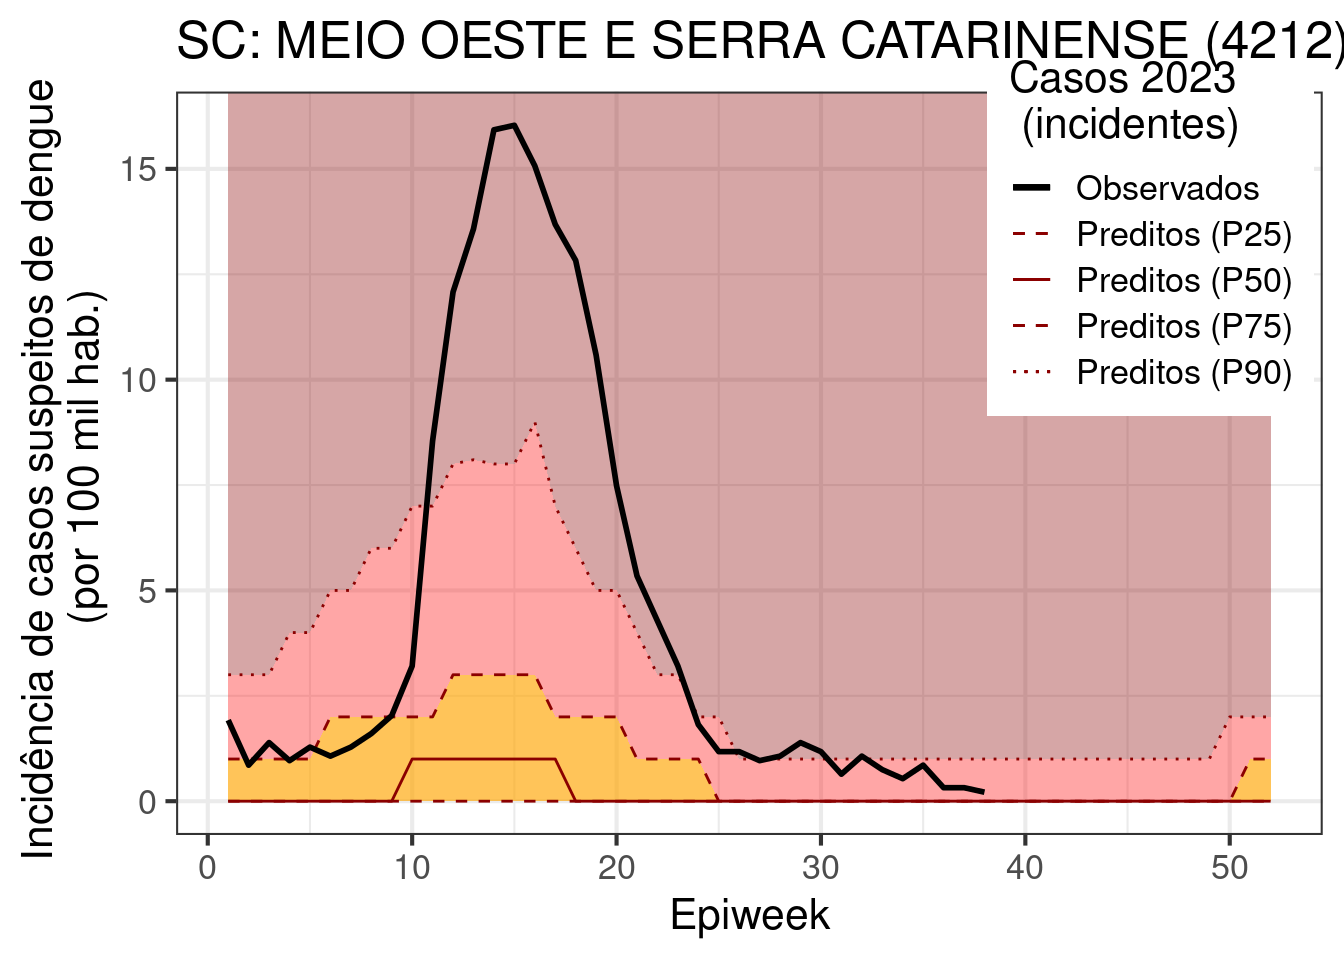 SC: MEIO OESTE E SERRA CATARINENSE (4212)
Casos 2023
(incidentes)
Observados
Preditos (P25)
Preditos (P50)
Preditos (P75)
Preditos (P90)
Incidência de casos suspeitos de dengue
(por 100 mil hab.)
15
10
5
0
0 10 20 30 40 50
Epiweek